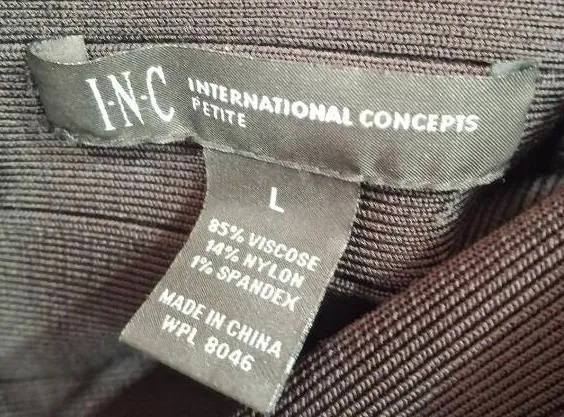 I·N·C INTERNATIONAL CONCEPTS
PETITE
L
85% VISCOSE
14% NYLON
1% SPANDEX
MADE IN CHINA
WPL 8046